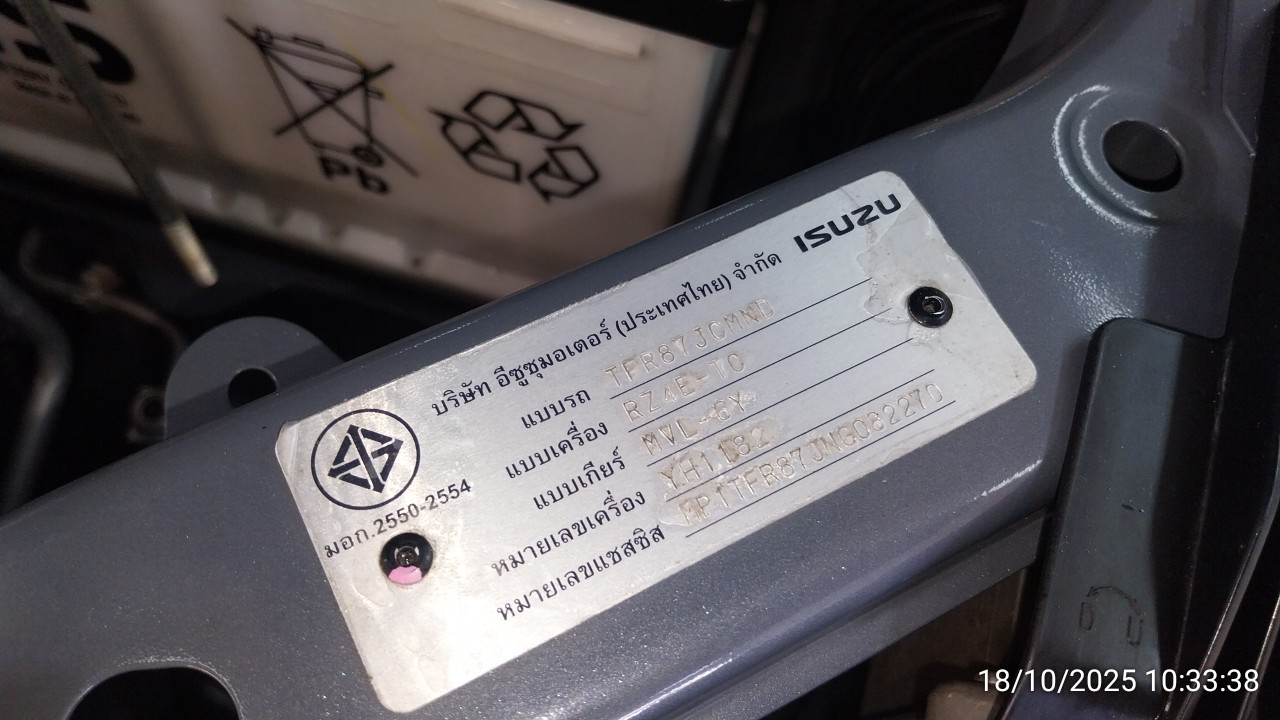 Pb
ISUZU
บริษัท อีซูซุมอเตอร์ (ประเทศไทย) จำกัด
แบบรถ TFR87JCMND
แบบเครื่อง RZ4E-TC
แบบเกียร์ MVL-6Y
หมายเลขเครื่อง YH1182
หมายเลขแชสซิส MP1TFR87JNG082270
มอก.2550-2554
18/10/2025 10:33:38